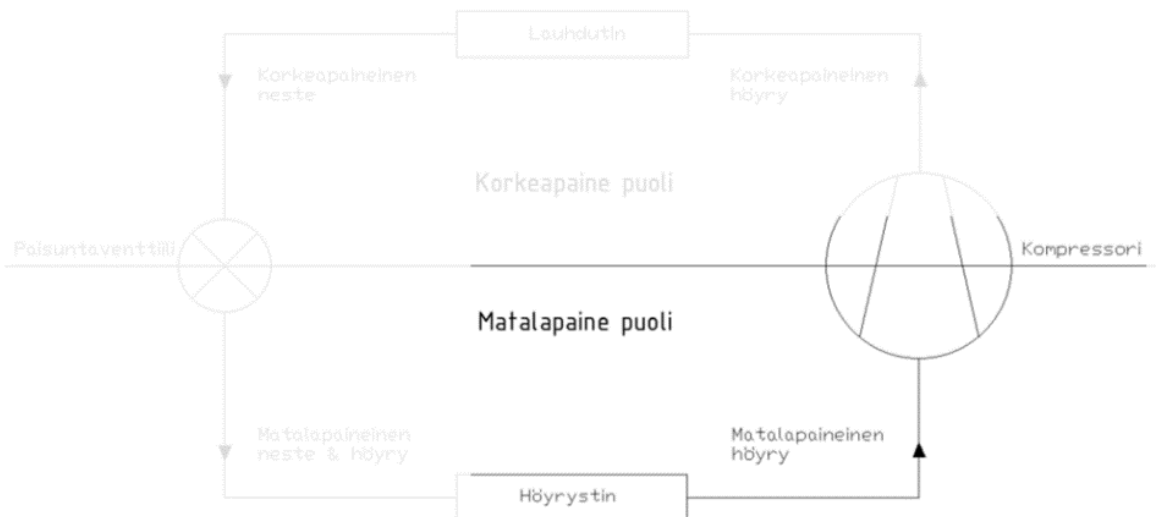 Lauhdutin
Korkeapaineinen
neste
Korkeapaineinen
höyry
Korkeapaine puoli
Paisuntaventtiili
Kompressori
Matalapaine puoli
Matalapaineinen
neste & höyry
Matalapaineinen
höyry
Höyrystin